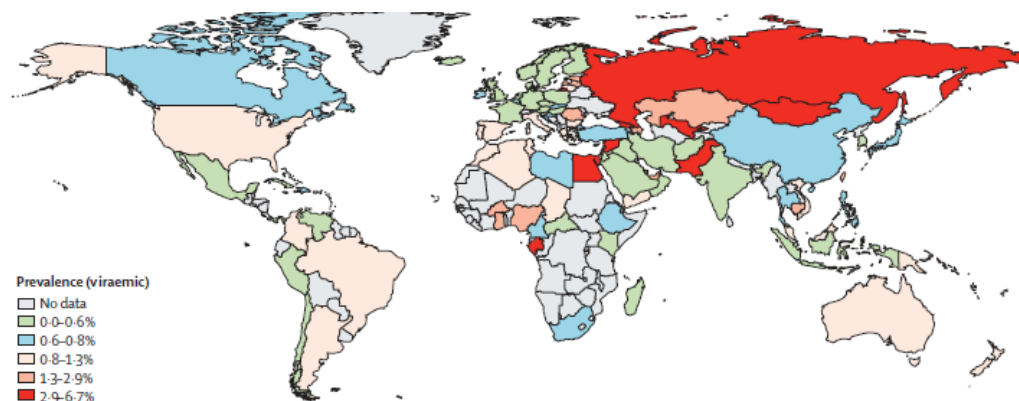 Prevalence (viraemic)
No data
0·0–0·6%
0·6–0·8%
0·8–1·3%
1·3–2·9%
2·9–6·7%